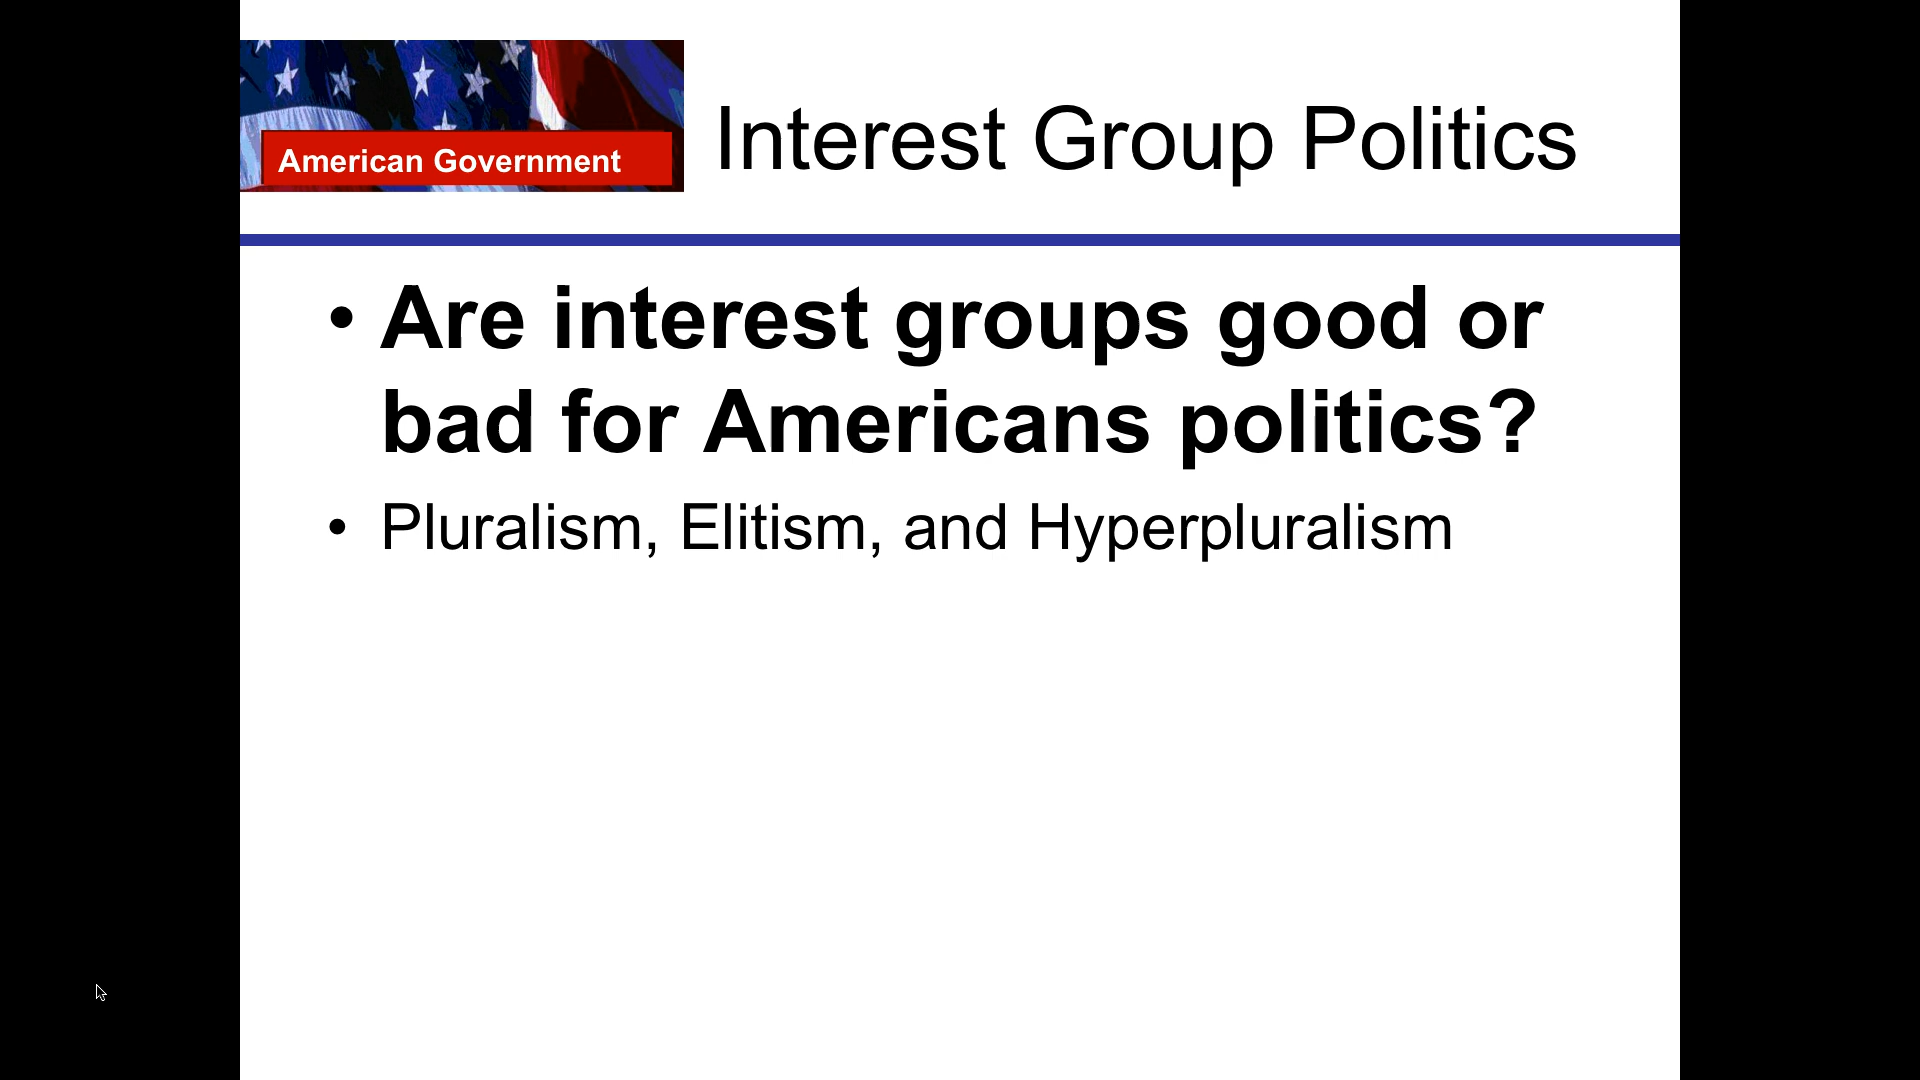 American Government
Interest Group Politics
• Are interest groups good or
bad for Americans politics?
• Pluralism, Elitism, and Hyperpluralism